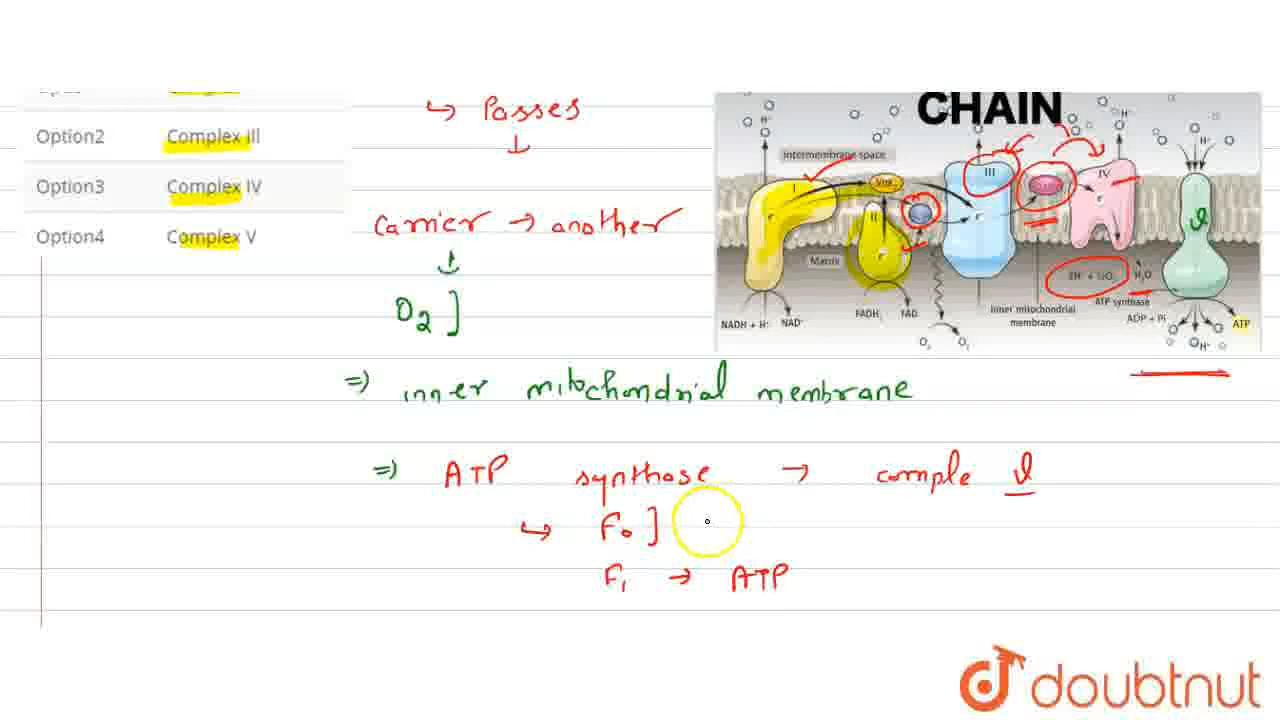 Option2 Complex III
Option3 Complex IV
Option4 Complex V
↳ Passes
↓
Carrier → another
O2 ]
⇒ inner mitochondrial membrane
⇒ ATP synthase → comple V
↳ F0 ]
F1 → ATP
CHAIN
H+
H+
H+
Intermembrane space
I
III
IV
II
V
Matrix
H2O
ATP synthase
NADH + H+
NAD+
FADH
FAD
Inner mitochondrial
membrane
ADP + Pi
ATP
H+
doubtnut